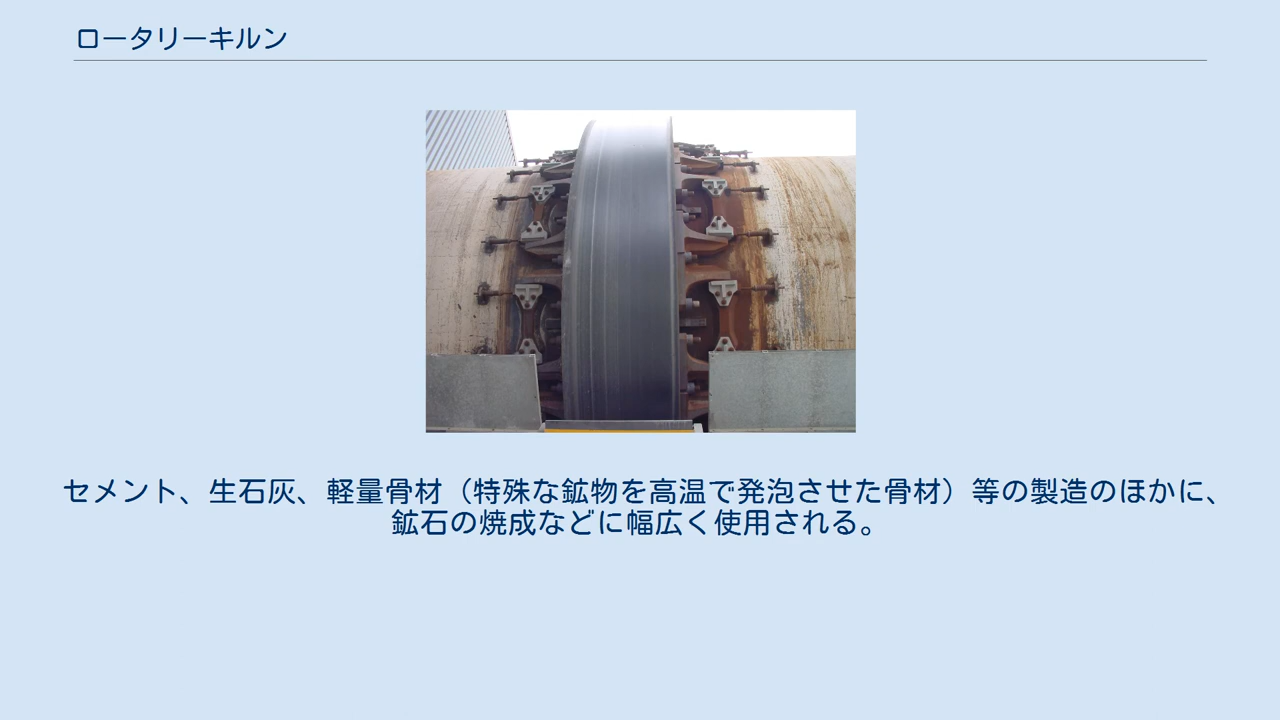 ロータリーキルン
セメント、生石灰、軽量骨材（特殊な鉱物を高温で発泡させた骨材）等の製造のほかに、
鉱石の焼成などに幅広く使用される。